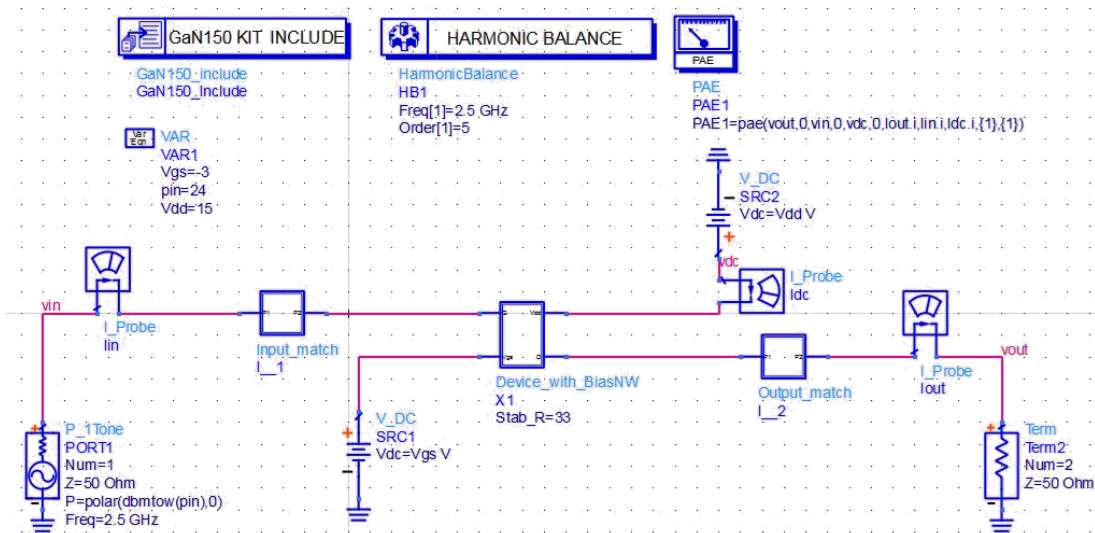 GaN150 KIT INCLUDE
GaN150_Include
GaN150_Include
HARMONIC BALANCE
HarmonicBalance
HB1
Freq[1]=2.5 GHz
Order[1]=5
PAE
PAE
PAE1
PAE1=pae(vout,0,vin,0,vdc,0,Iout.i,Iin.i,Idc.i,{1},{1})
Var
Eqn
VAR
VAR1
Vgs=-3
pin=24
Vdd=15
V_DC
SRC2
Vdc=Vdd V
vdc
I_Probe
Idc
vin
I_Probe
Iin
Input_match
I__1
Vdd
Vgs
Device_with_BiasNW
X1
Stab_R=33
P1
P2
Output_match
I__2
I_Probe
Iout
vout
P_1Tone
PORT1
Num=1
Z=50 Ohm
P=polar(dbmtow(pin),0)
Freq=2.5 GHz
V_DC
SRC1
Vdc=Vgs V
Term
Term2
Num=2
Z=50 Ohm